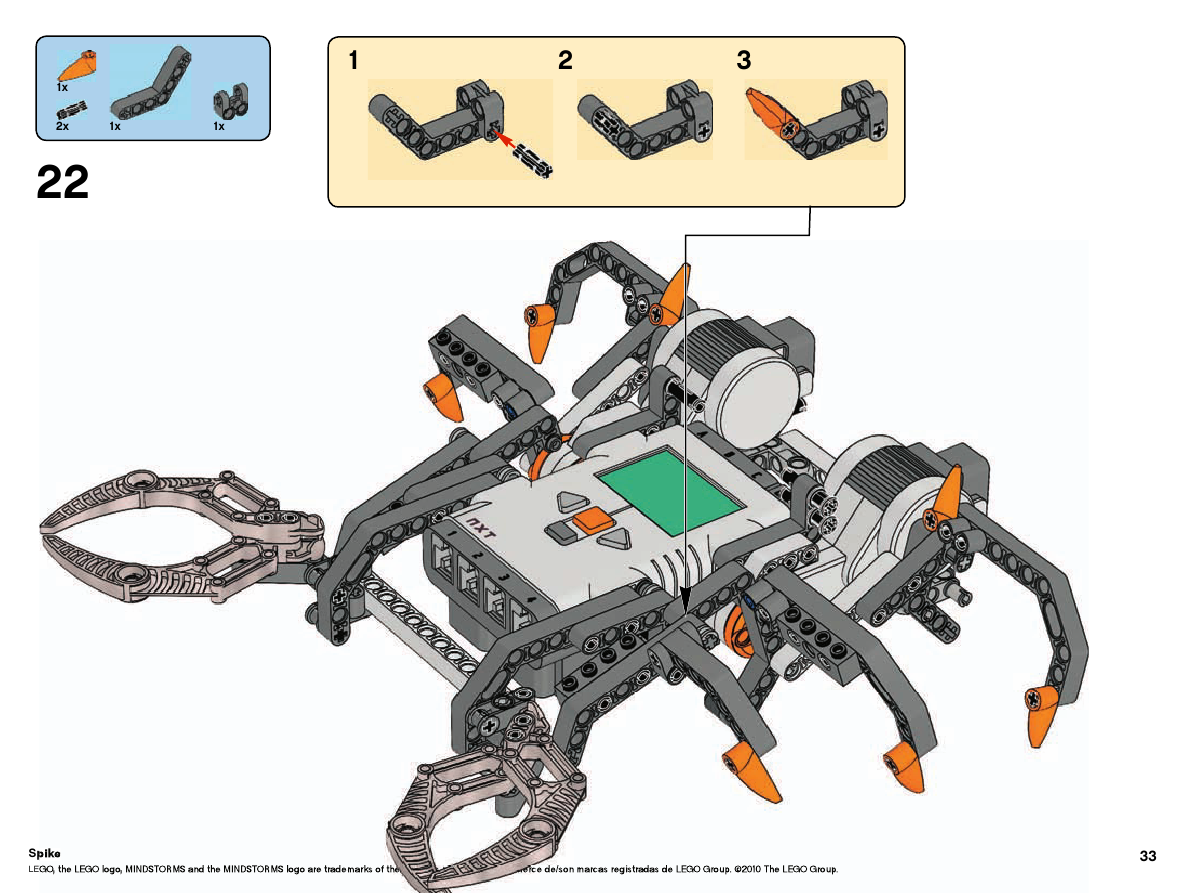 1x
2x
1x
1x
22
1
2
3
A
B
C
NXT
1
2
3
4
Spike
LEGO, the LEGO logo, MINDSTORMS and the MINDSTORMS logo are trademarks of the
de/son marcas registradas de LEGO Group. ©2010 The LEGO Group.
33